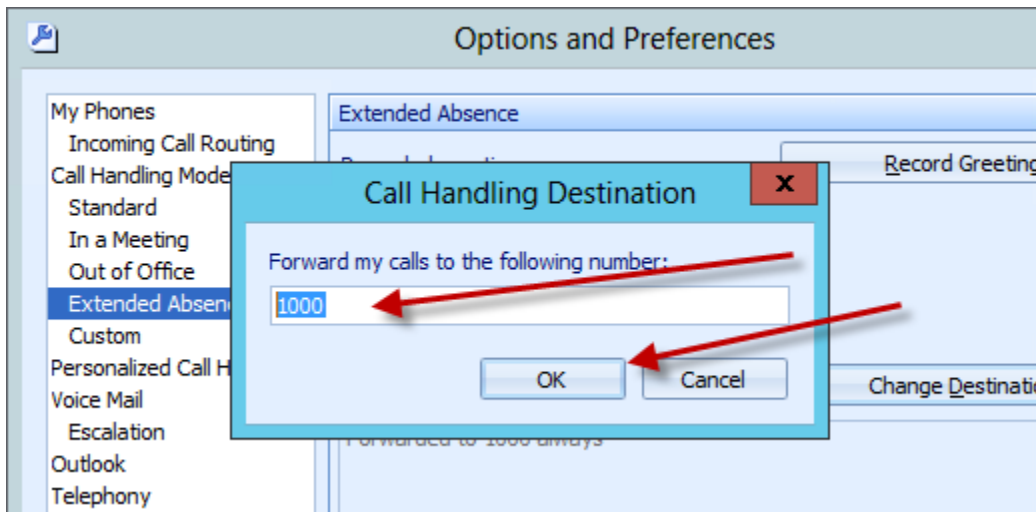 Options and Preferences
My Phones
Incoming Call Routing
Call Handling Mode
Standard
In a Meeting
Out of Office
Extended Absen
Custom
Personalized Call H
Voice Mail
Escalation
Outlook
Telephony
Extended Absence
Record Greeting
Call Handling Destination
x
Forward my calls to the following number:
1000
OK
Cancel
Change Destinatio
Forwarded to 1000 always